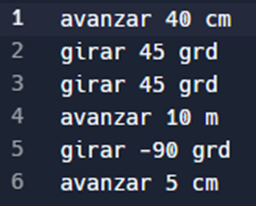 1 avanzar 40 cm
2 girar 45 grd
3 girar 45 grd
4 avanzar 10 m
5 girar -90 grd
6 avanzar 5 cm